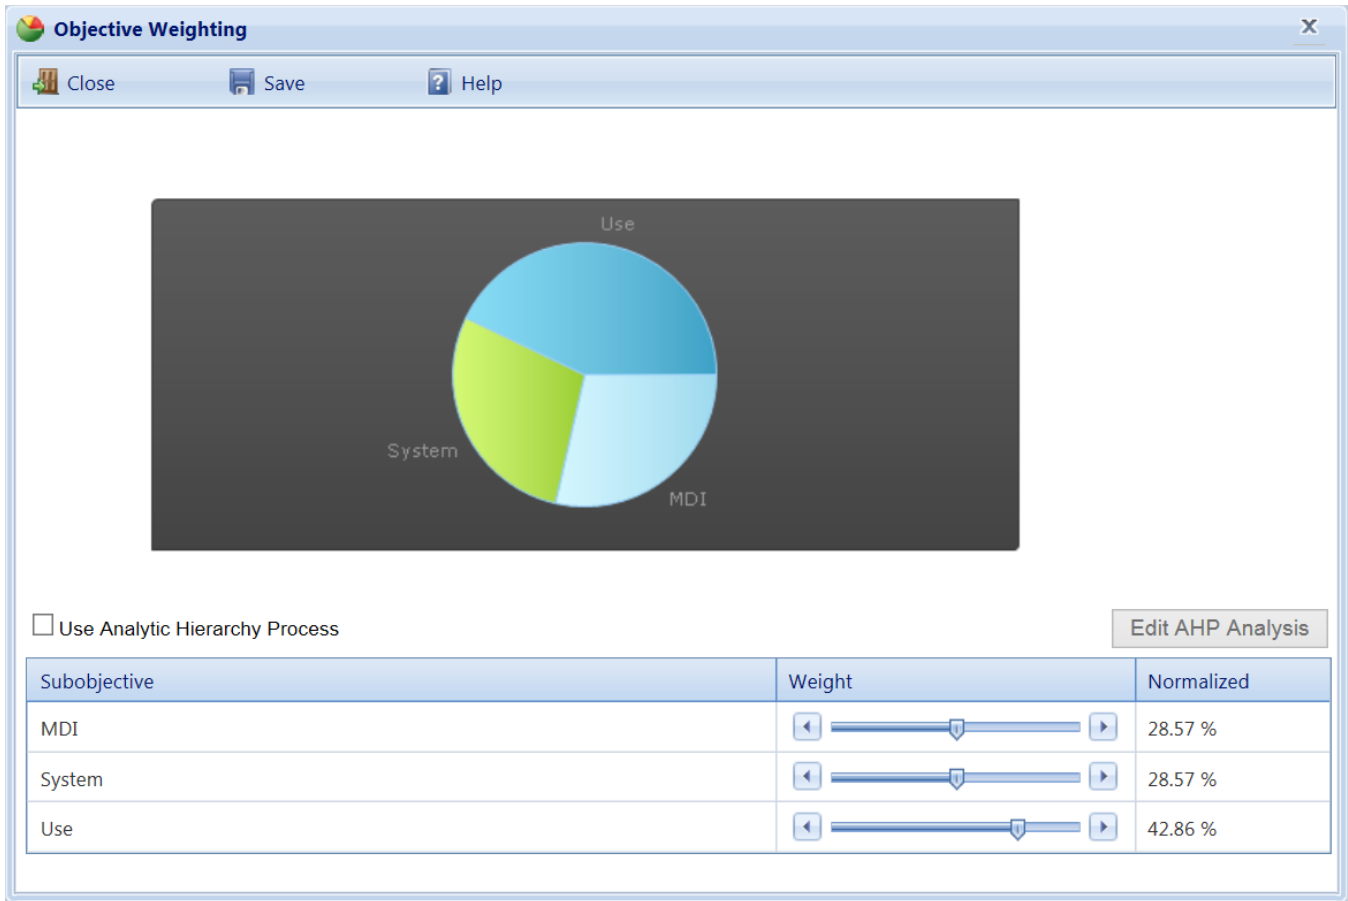 Objective Weighting
Close Save Help
Use
System
MDI
Use Analytic Hierarchy Process Edit AHP Analysis
Subobjective Weight Normalized
MDI 28.57 %
System 28.57 %
Use 42.86 %